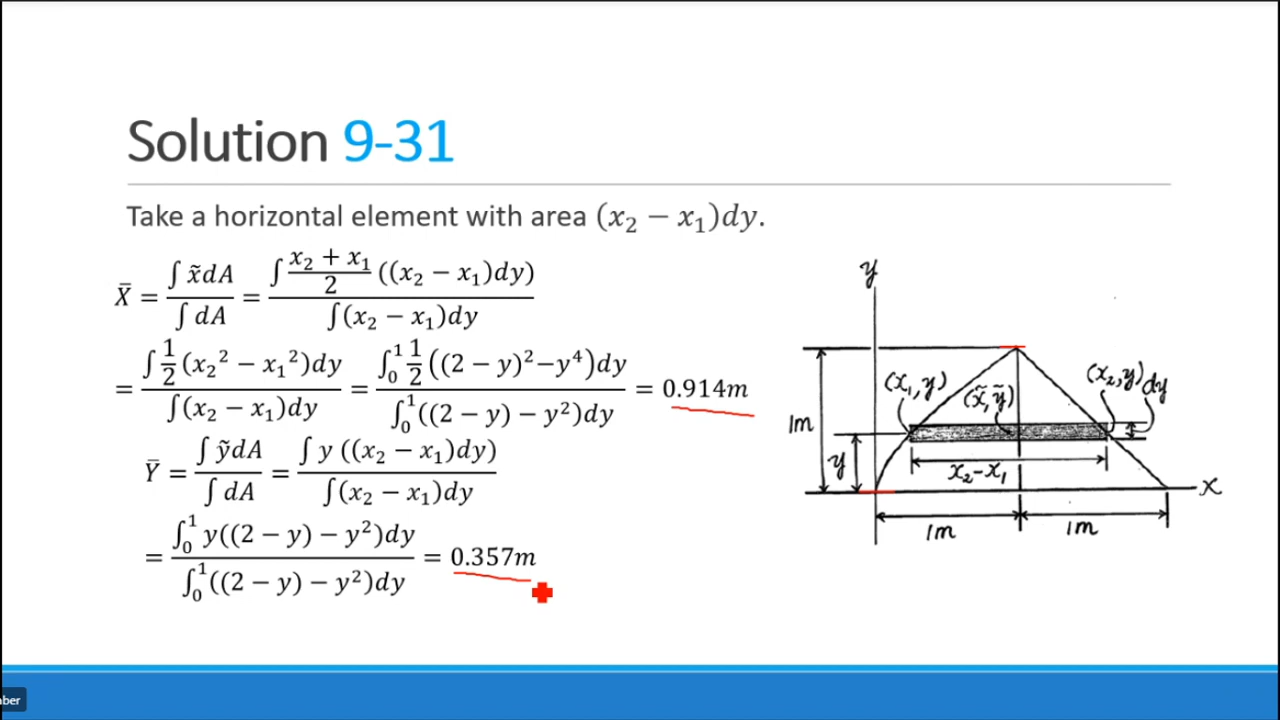 Solution 9-31
Take a horizontal element with area (x₂ − x₁)dy.
X̄ = ∫ x̃dA / ∫ dA = ∫ (x₂ + x₁)/2 ((x₂ − x₁)dy) / ∫(x₂ − x₁)dy
= ∫ 1/2 (x₂² − x₁²)dy / ∫(x₂ − x₁)dy = ∫₀¹ 1/2 ((2 − y)²−y⁴)dy / ∫₀¹((2 − y) − y²)dy = 0.914m
Ȳ = ∫ ỹdA / ∫ dA = ∫ y ((x₂ − x₁)dy) / ∫(x₂ − x₁)dy
= ∫₀¹ y((2 − y) − y²)dy / ∫₀¹((2 − y) − y²)dy = 0.357m
y
(x₁, y)
(x̃, ỹ)
(x₂, y)
dy
1m
y
x₂-x₁
x
1m
1m
ber